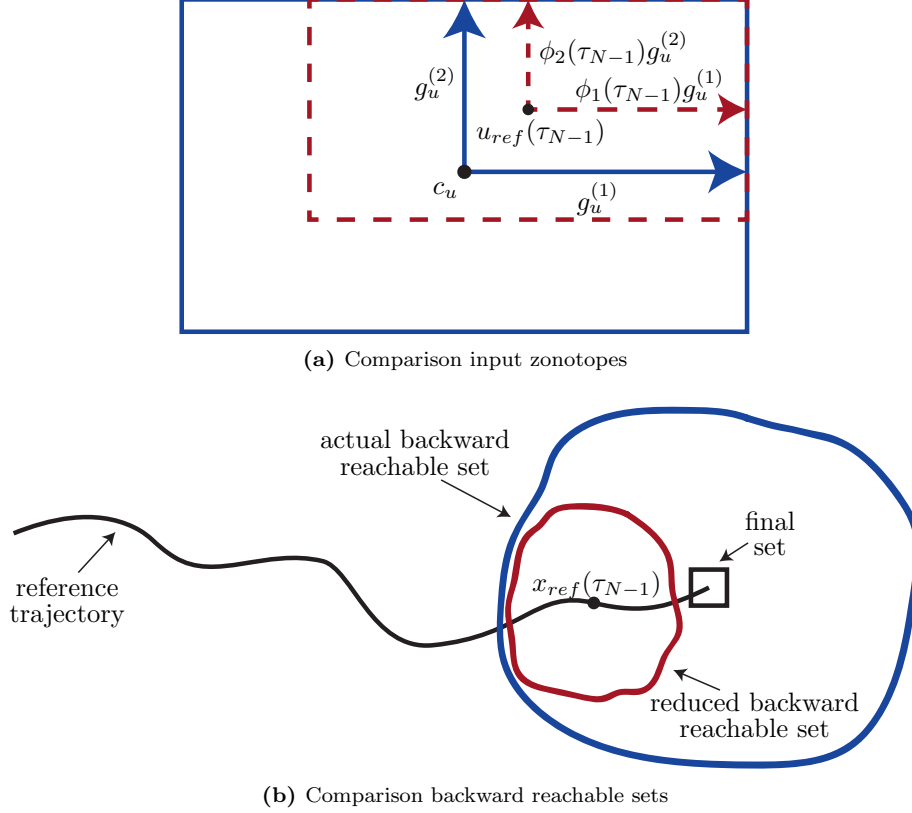 ϕ₂(τ_{N−1})g_u^{(2)}
g_u^{(2)}
ϕ₁(τ_{N−1})g_u^{(1)}
u_{ref}(τ_{N−1})
c_u
g_u^{(1)}
(a) Comparison input zonotopes
actual backward
reachable set
final
set
reference
trajectory
x_{ref}(τ_{N−1})
reduced backward
reachable set
(b) Comparison backward reachable sets